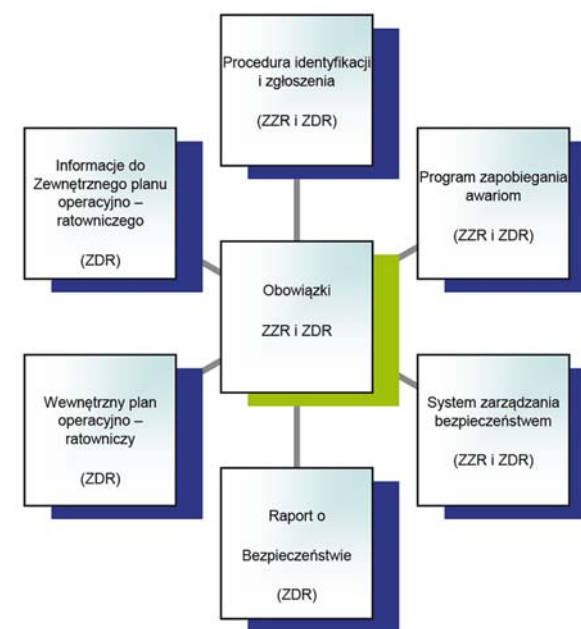 Procedura identyfikacji
i zgłoszenia
(ZZR i ZDR)
Informacje do
Zewnętrznego planu
operacyjno –
ratowniczego
(ZDR)
Program zapobiegania
awariom
(ZZR i ZDR)
Obowiązki
ZZR i ZDR
Wewnętrzny plan
operacyjno –
ratowniczy
(ZDR)
System zarządzania
bezpieczeństwem
(ZZR i ZDR)
Raport o
Bezpieczeństwie
(ZDR)